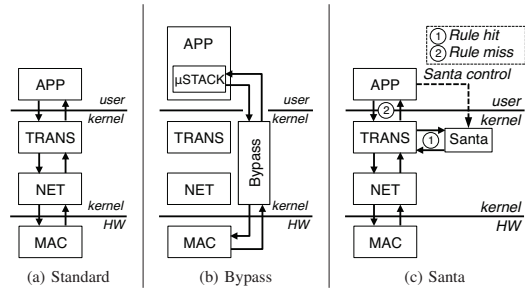 APP
user
kernel
TRANS
NET
kernel
HW
MAC
(a) Standard
APP
µSTACK
user
kernel
TRANS
Bypass
NET
kernel
HW
MAC
(b) Bypass
① Rule hit
② Rule miss
APP
Santa control
② user
kernel
TRANS
① Santa
NET
kernel
HW
MAC
(c) Santa